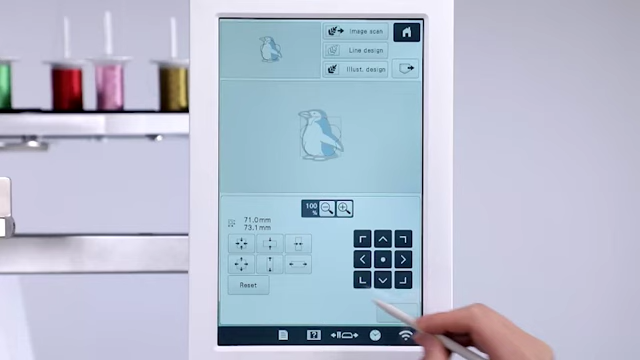 Image scan
Line design
Illust. design
100
%
71.0mm
73.1mm
Reset